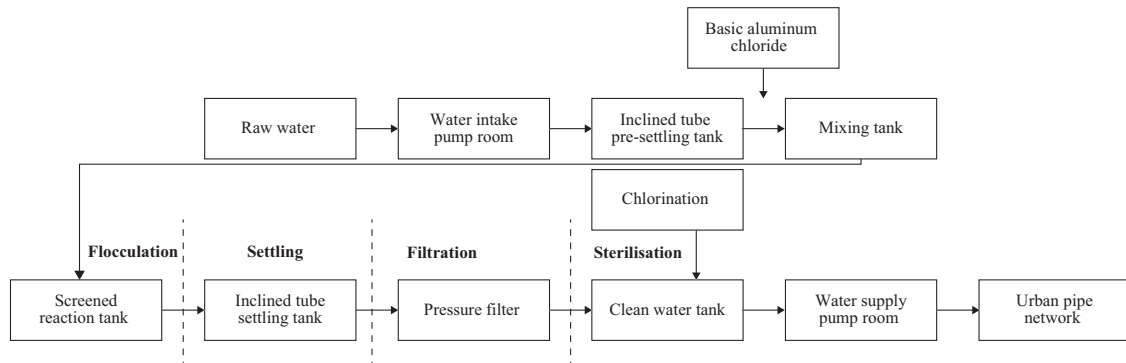 Basic aluminum
chloride
Raw water
Water intake
pump room
Inclined tube
pre-settling tank
Mixing tank
Chlorination
Flocculation
Settling
Filtration
Sterilisation
Screened
reaction tank
Inclined tube
settling tank
Pressure filter
Clean water tank
Water supply
pump room
Urban pipe
network